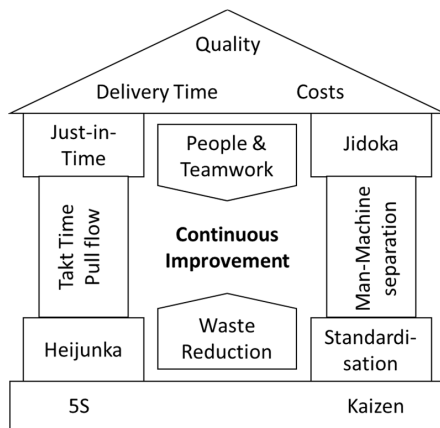 Quality
Delivery Time Costs
Just-in-
Time
People &
Teamwork
Jidoka
Takt Time
Pull flow
Continuous
Improvement
Man-Machine
separation
Heijunka
Waste
Reduction
Standardi-
sation
5S Kaizen